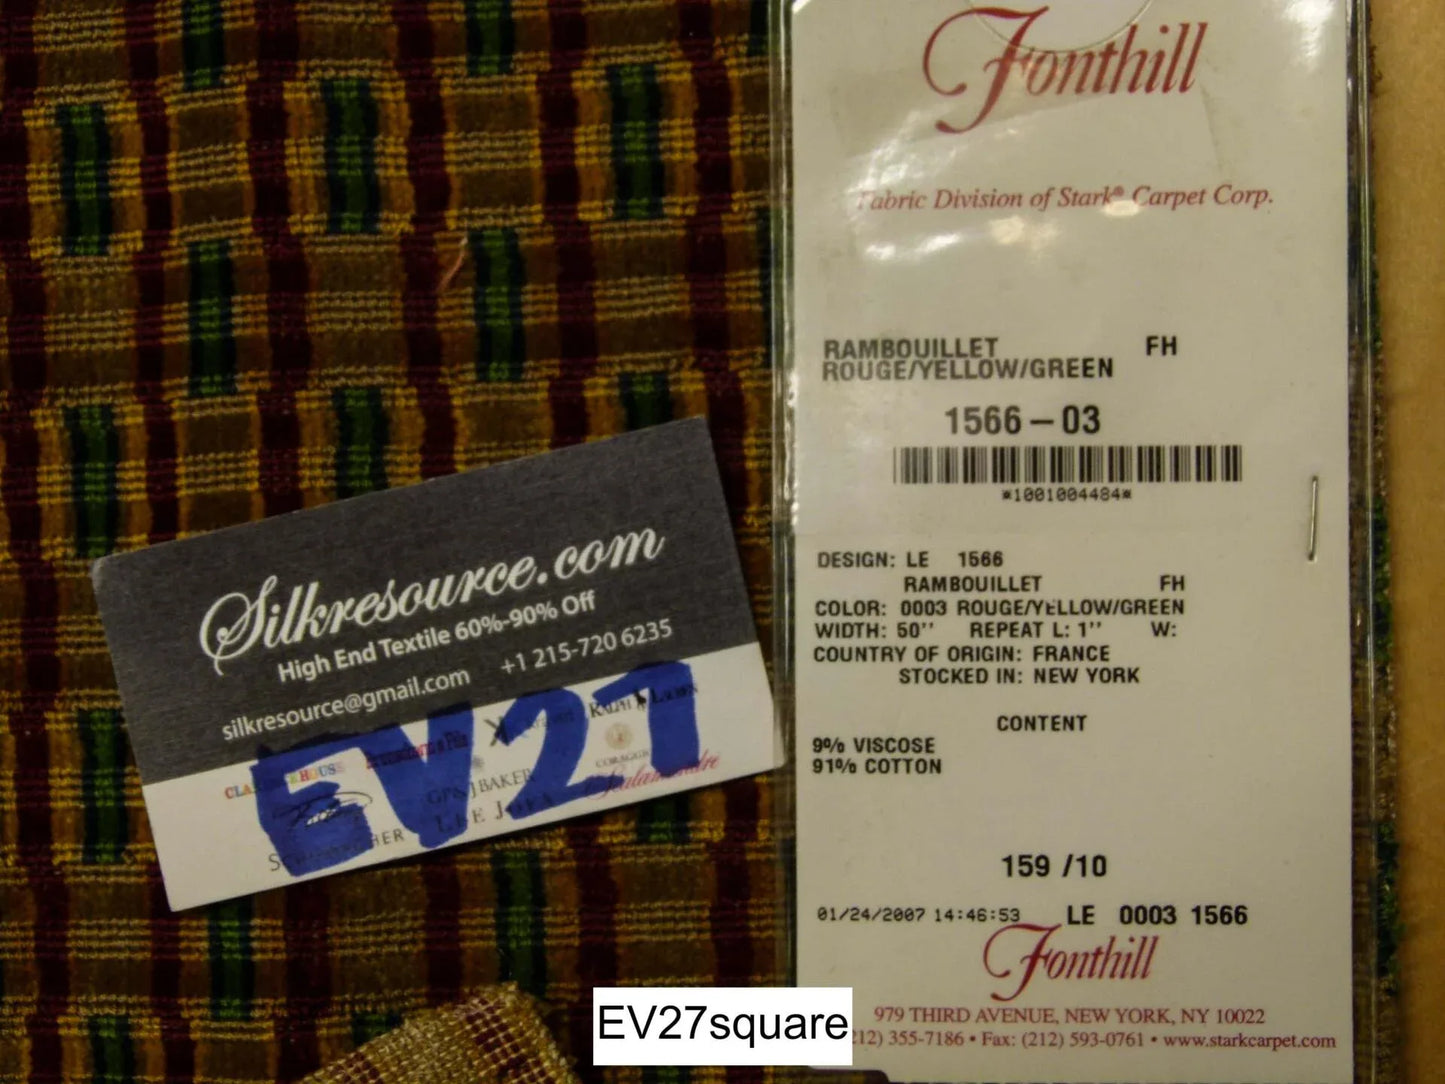 Fonthill
Fabric Division of Stark® Carpet Corp.
RAMBOUILLET FH
ROUGE/YELLOW/GREEN
1566-03
*1001004484*
DESIGN: LE 1566
RAMBOUILLET FH
COLOR: 0003 ROUGE/YELLOW/GREEN
WIDTH: 50'' REPEAT L: 1'' W:
COUNTRY OF ORIGIN: FRANCE
STOCKED IN: NEW YORK
CONTENT
9% VISCOSE
91% COTTON
159 /10
01/24/2007 14:46:53 LE 0003 1566
Fonthill
979 THIRD AVENUE, NEW YORK, NY 10022
212) 355-7186 • Fax: (212) 593-0761 • www.starkcarpet.com
Silkresource.com
High End Textile 60%-90% Off
silkresource@gmail.com +1 215-720 6235
EV27
RALPH LAUREN
GP & J BAKER
LEE JOFA
Scalamandre
EV27square